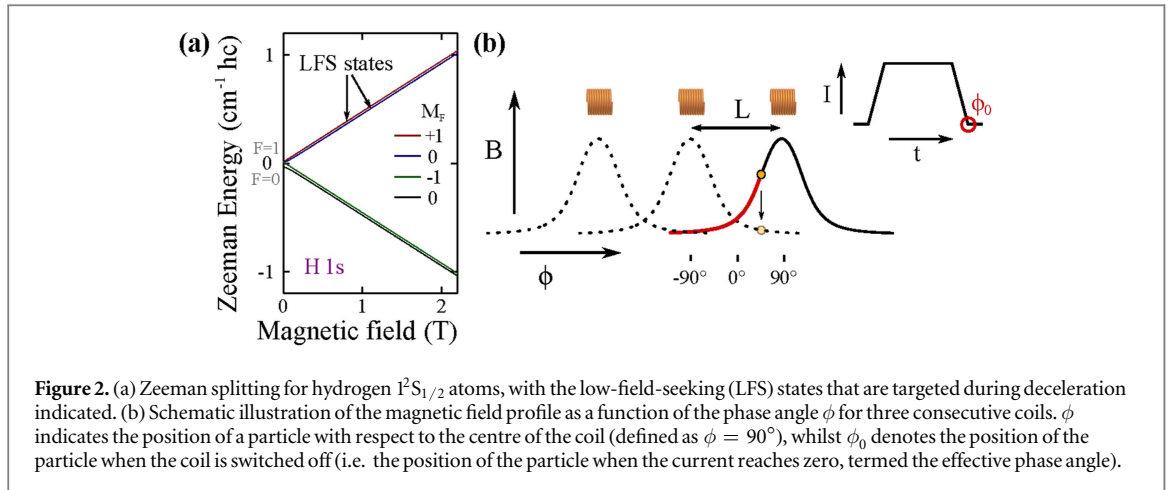 (a)
Zeeman Energy (cm⁻¹ hc)
1
0
-1
F=1
F=0
LFS states
M_F
+1
0
-1
0
H 1s
0 1 2
Magnetic field (T)
(b)
B
L
I
ϕ₀
t
ϕ
-90° 0° 90°
Figure 2. (a) Zeeman splitting for hydrogen 1²S₁/₂ atoms, with the low-field-seeking (LFS) states that are targeted during deceleration
indicated. (b) Schematic illustration of the magnetic field profile as a function of the phase angle ϕ for three consecutive coils. ϕ
indicates the position of a particle with respect to the centre of the coil (defined as ϕ = 90°), whilst ϕ₀ denotes the position of the
particle when the coil is switched off (i.e. the position of the particle when the current reaches zero, termed the effective phase angle).